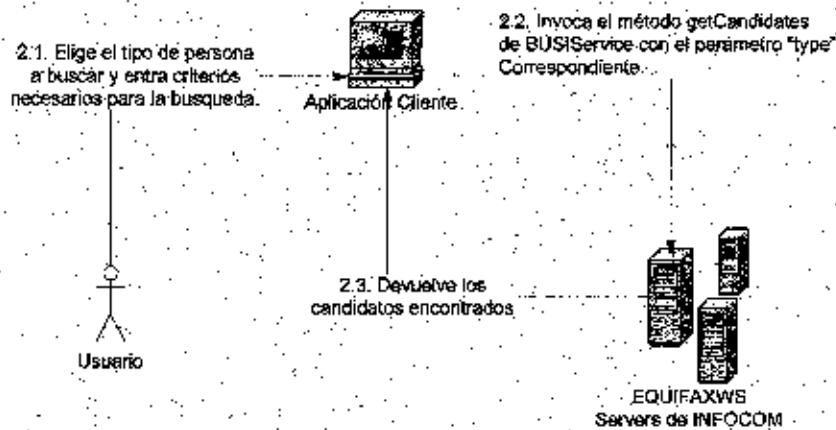 2.1. Elige el tipo de persona
a buscar y entra criterios
necesarios para la busqueda.
Aplicación Cliente
2.2. Invoca el método getCandidates
de BUSIService con el parámetro "type"
Correspondiente.
2.3. Devuelve los
candidatos encontrados
Usuario
EQUIFAXWS
Servers de INFOCOM